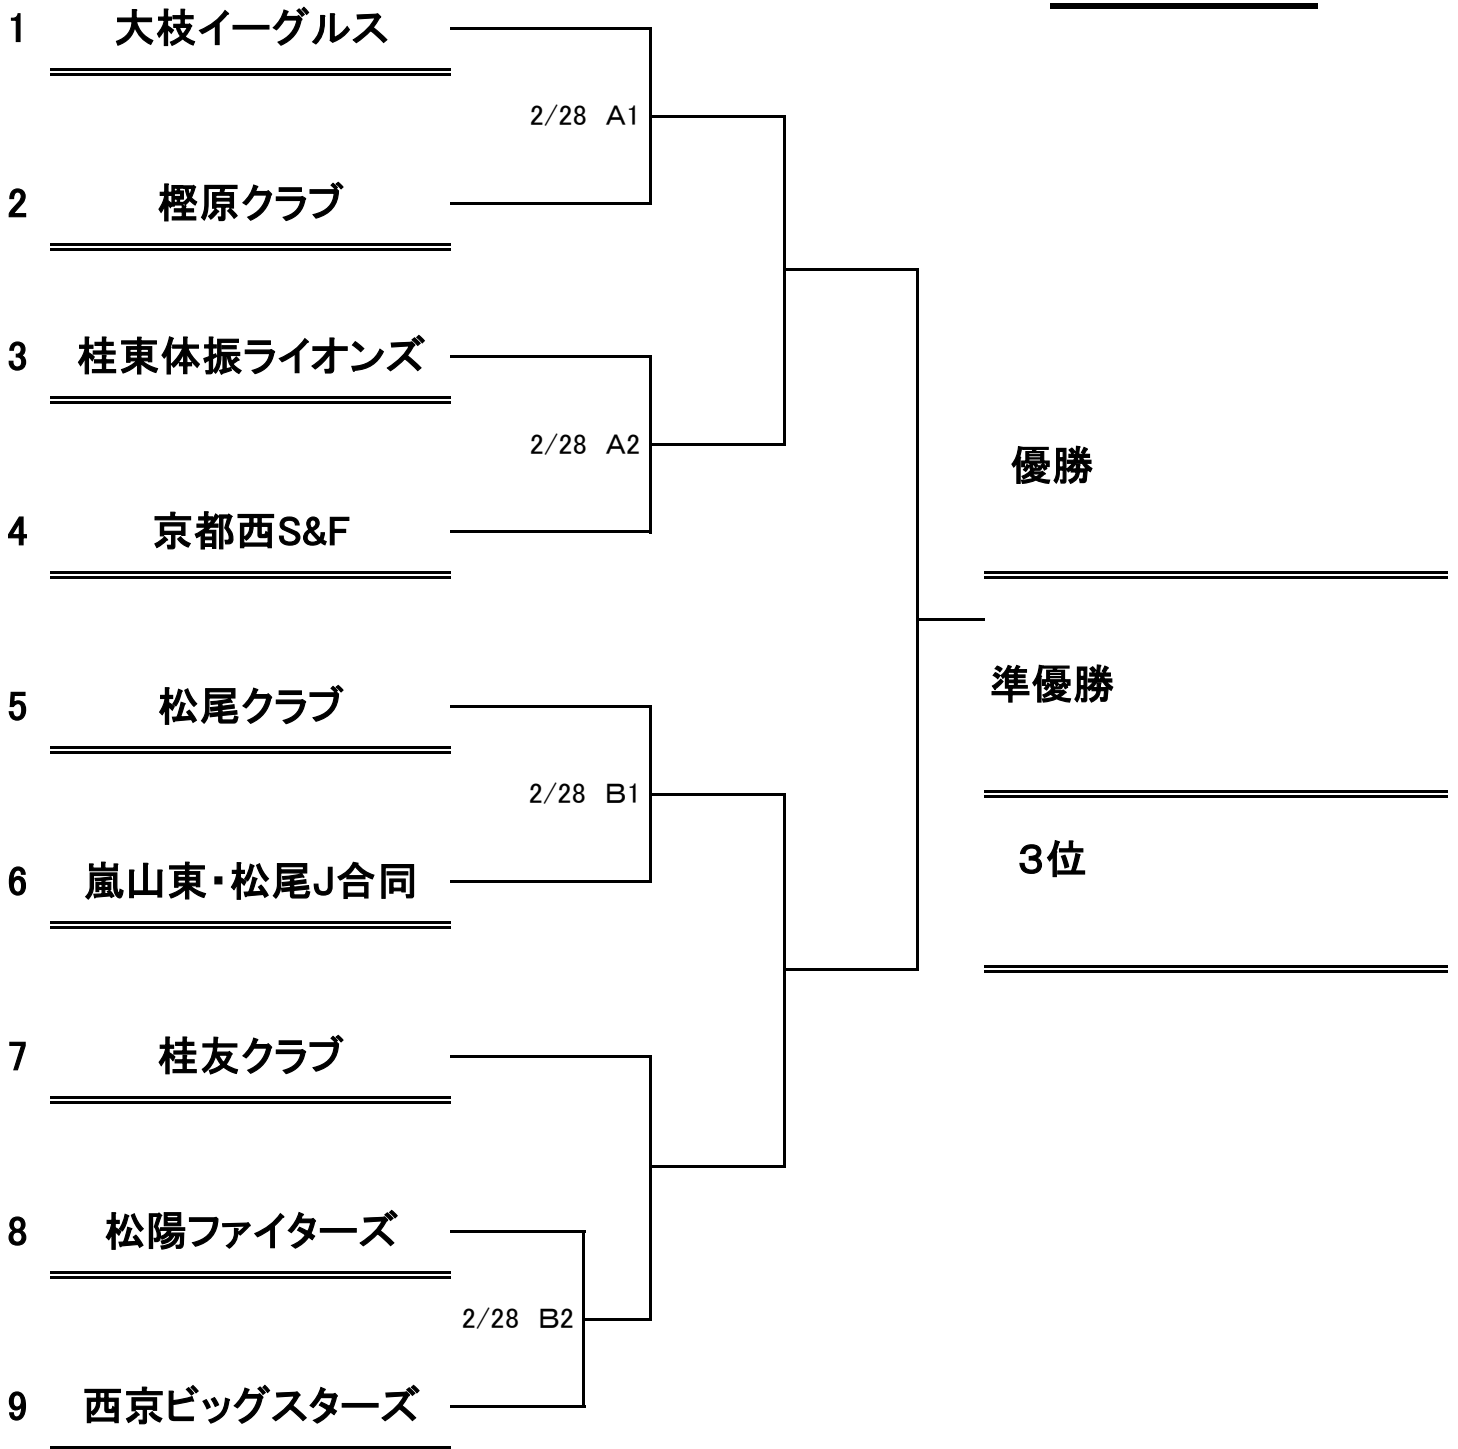 1 大枝イーグルス
2/28 A1
2 樫原クラブ
3 桂東体振ライオンズ
2/28 A2
優勝
4 京都西S&F
準優勝
5 松尾クラブ
2/28 B1
3位
6 嵐山東・松尾J合同
7 桂友クラブ
8 松陽ファイターズ
2/28 B2
9 西京ビッグスターズ